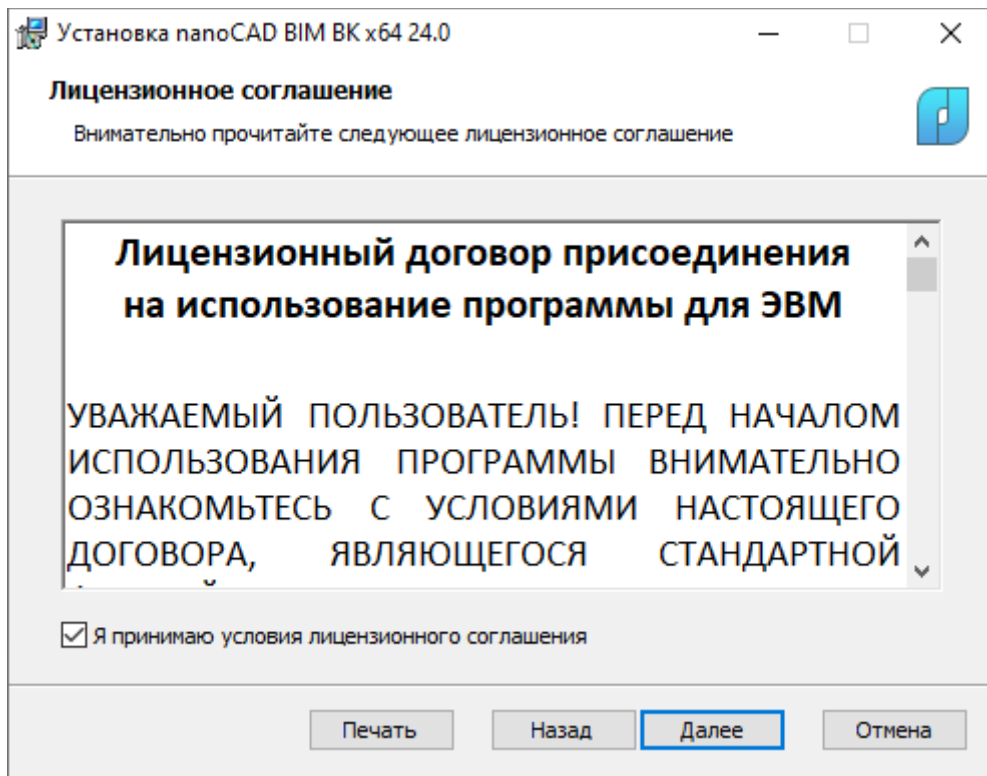 Установка nanoCAD BIM ВК x64 24.0
Лицензионное соглашение
Внимательно прочитайте следующее лицензионное соглашение
Лицензионный договор присоединения
на использование программы для ЭВМ
УВАЖАЕМЫЙ ПОЛЬЗОВАТЕЛЬ! ПЕРЕД НАЧАЛОМ
ИСПОЛЬЗОВАНИЯ ПРОГРАММЫ ВНИМАТЕЛЬНО
ОЗНАКОМЬТЕСЬ С УСЛОВИЯМИ НАСТОЯЩЕГО
ДОГОВОРА, ЯВЛЯЮЩЕГОСЯ СТАНДАРТНОЙ
Я принимаю условия лицензионного соглашения
Печать Назад Далее Отмена